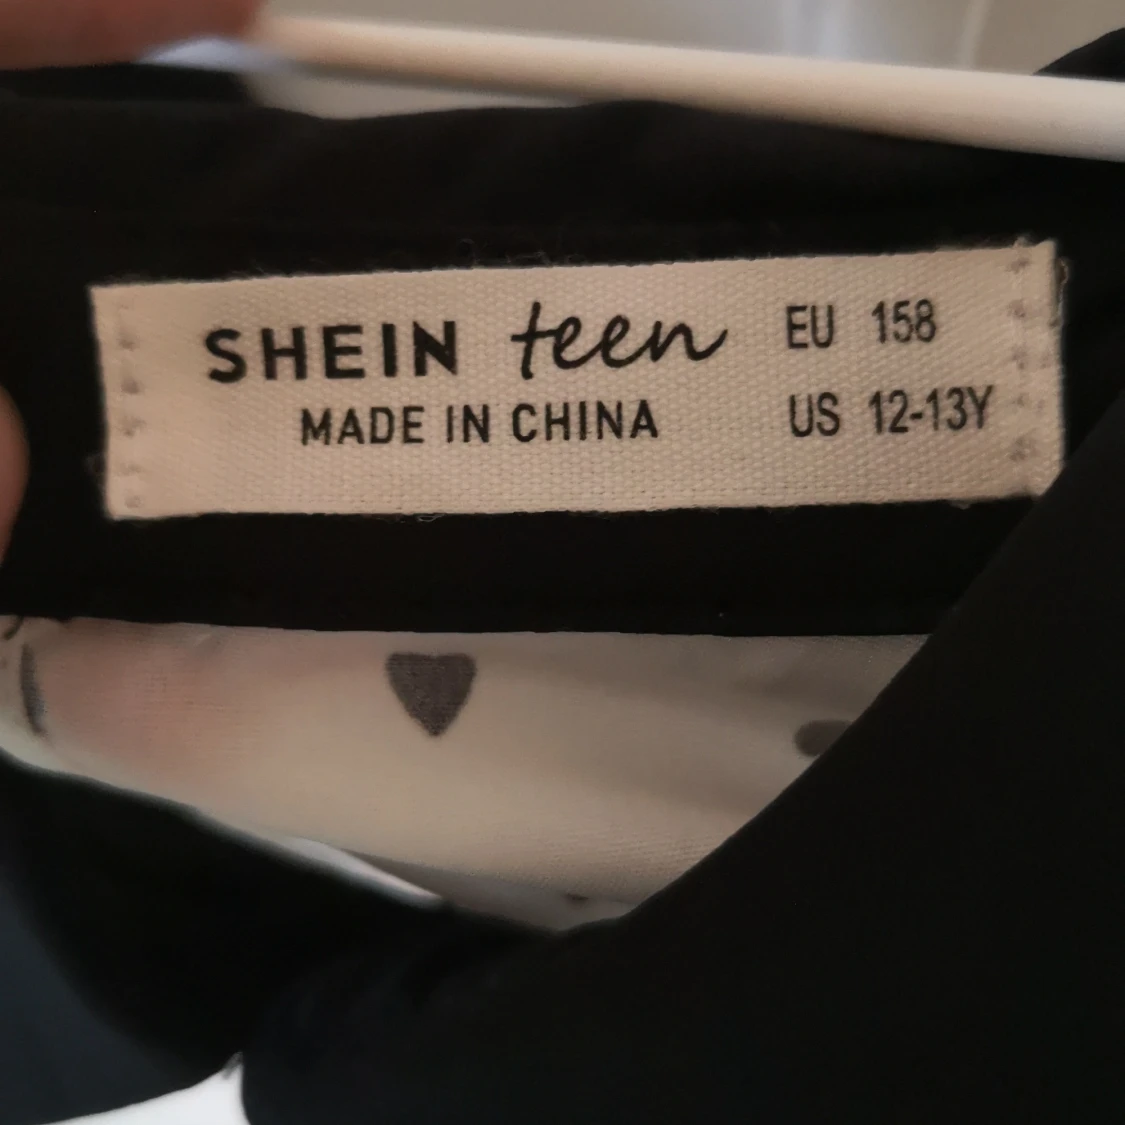 SHEIN teen
MADE IN CHINA
EU 158
US 12-13Y